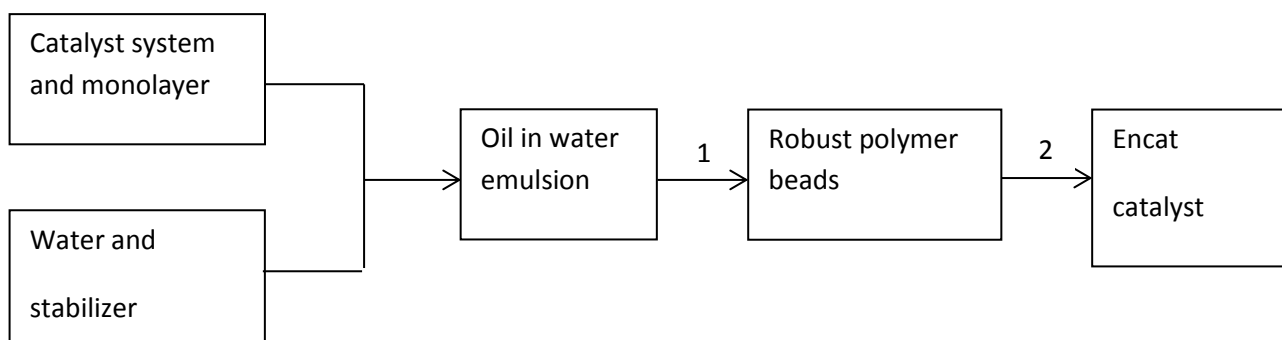 Catalyst system
and monolayer
Water and
stabilizer
Oil in water
emulsion
1
Robust polymer
beads
2
Encat
catalyst